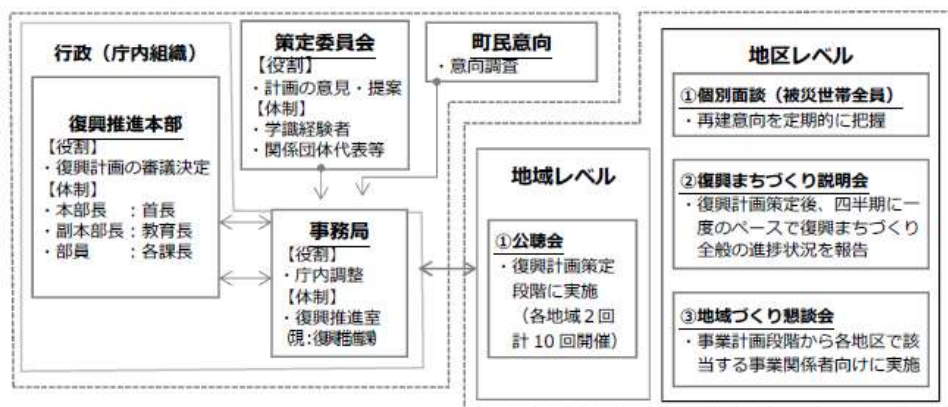 行政（庁内組織）
復興推進本部
【役割】
・復興計画の審議決定
【体制】
・本部長　：首長
・副本部長：教育長
・部員　　：各課長
策定委員会
【役割】
・計画の意見・提案
【体制】
・学識経験者
・関係団体代表等
町民意向
・意向調査
事務局
【役割】
・庁内調整
【体制】
・復興推進室
地域レベル
①公聴会
・復興計画策定
段階に実施
（各地域２回
計10回開催）
地区レベル
①個別面談（被災世帯全員）
・再建意向を定期的に把握
②復興まちづくり説明会
・復興計画策定後、四半期に一
度のペースで復興まちづくり
全般の進捗状況を報告
③地域づくり懇談会
・事業計画段階から各地区で該
当する事業関係者向けに実施